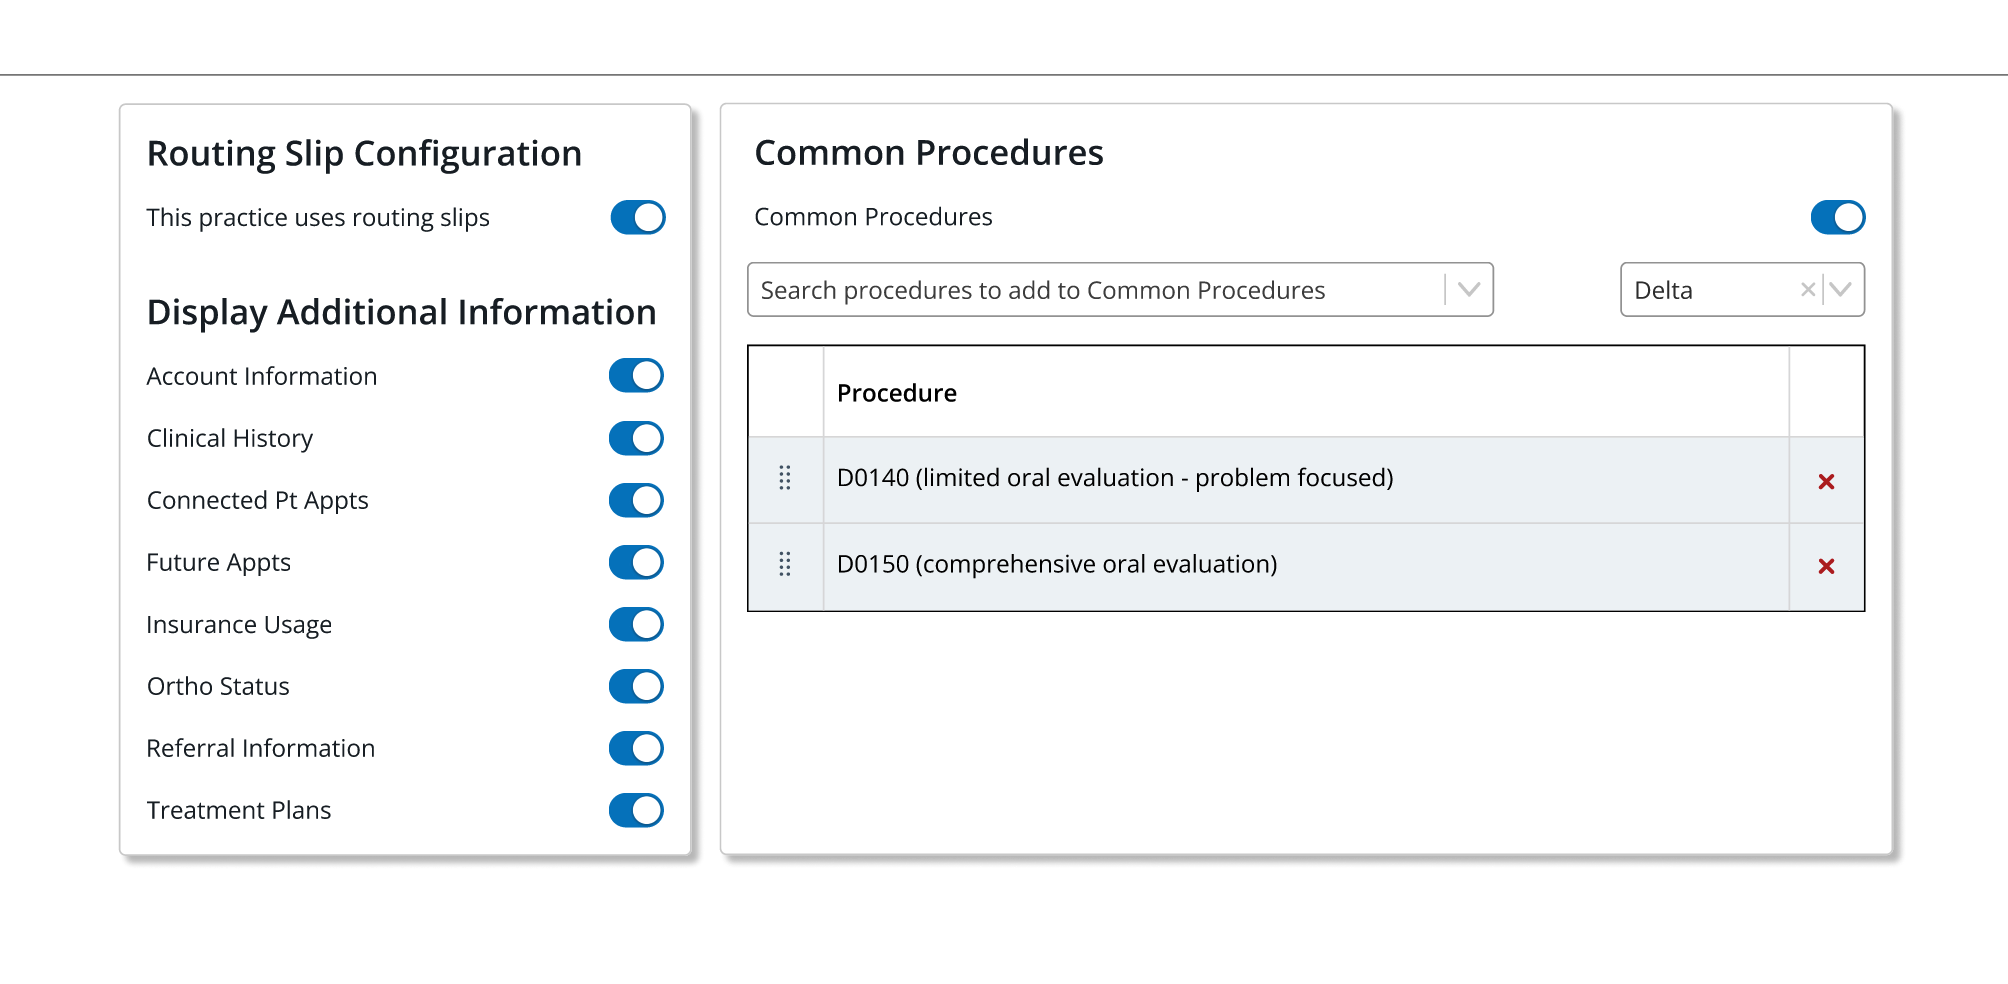 Routing Slip Configuration
This practice uses routing slips
Display Additional Information
Account Information
Clinical History
Connected Pt Appts
Future Appts
Insurance Usage
Ortho Status
Referral Information
Treatment Plans
Common Procedures
Common Procedures
Search procedures to add to Common Procedures
Delta
Procedure
D0140 (limited oral evaluation - problem focused)
D0150 (comprehensive oral evaluation)